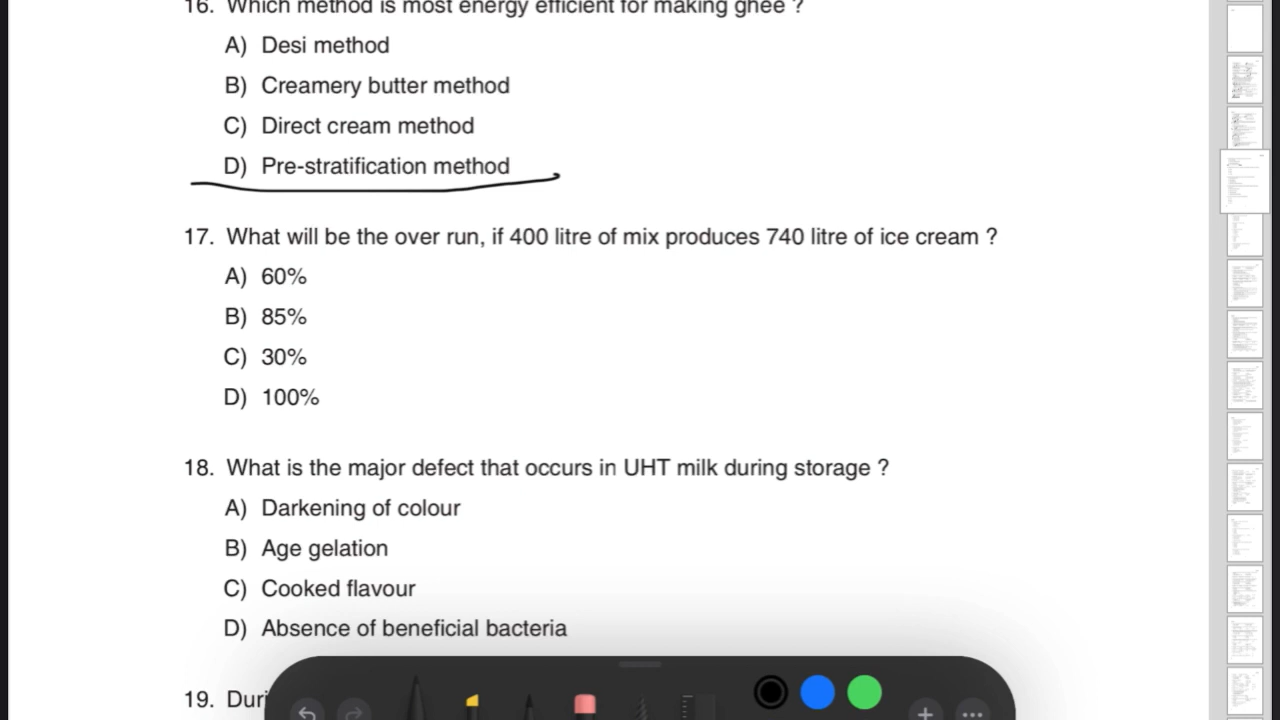 16. Which method is most energy efficient for making ghee ?
A) Desi method
B) Creamery butter method
C) Direct cream method
D) Pre-stratification method
17. What will be the over run, if 400 litre of mix produces 740 litre of ice cream ?
A) 60%
B) 85%
C) 30%
D) 100%
18. What is the major defect that occurs in UHT milk during storage ?
A) Darkening of colour
B) Age gelation
C) Cooked flavour
D) Absence of beneficial bacteria
19.